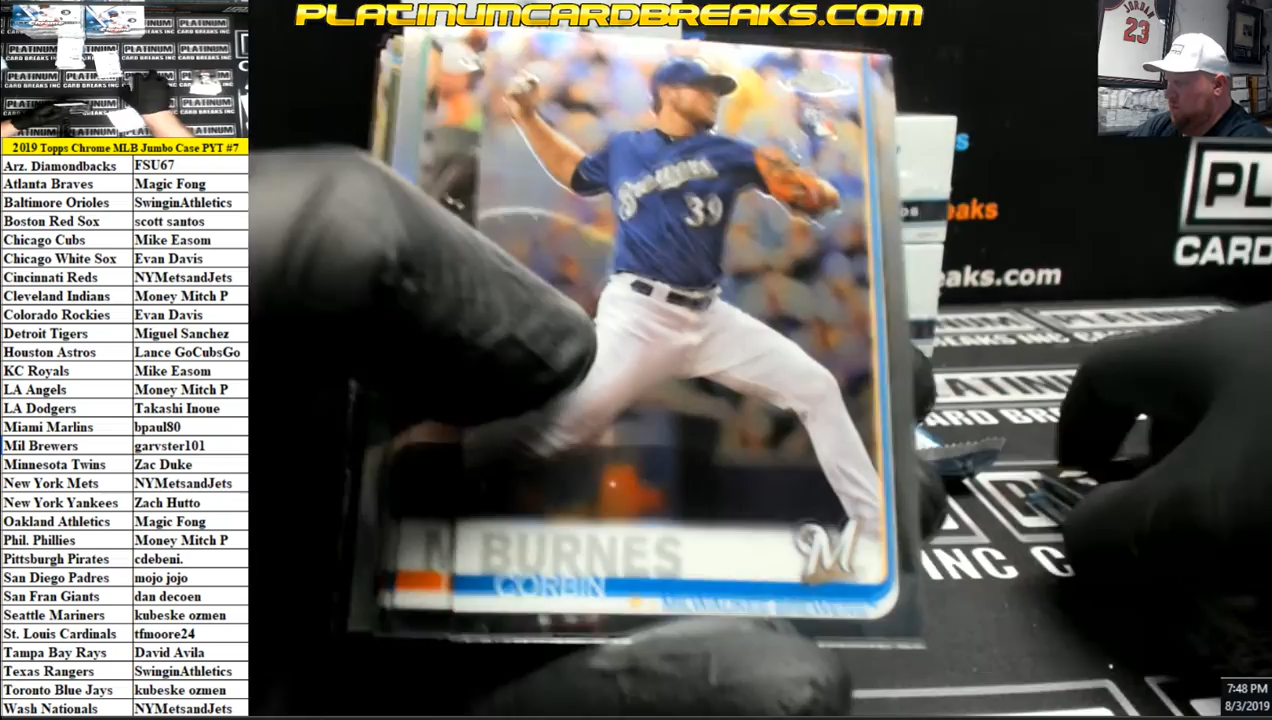 PLATINUMCARDBREAKS.COM
2019 Topps Chrome MLB Jumbo Case PYT #7
Arz. Diamondbacks FSU67
Atlanta Braves Magic Fong
Baltimore Orioles SwinginAthletics
Boston Red Sox scott santos
Chicago Cubs Mike Easom
Chicago White Sox Evan Davis
Cincinnati Reds NYMetsandJets
Cleveland Indians Money Mitch P
Colorado Rockies Evan Davis
Detroit Tigers Miguel Sanchez
Houston Astros Lance GoCubsGo
KC Royals Mike Easom
LA Angels Money Mitch P
LA Dodgers Takashi Inoue
Miami Marlins bpaul80
Mil Brewers garvster101
Minnesota Twins Zac Duke
New York Mets NYMetsandJets
New York Yankees Zach Hutto
Oakland Athletics Magic Fong
Phil. Phillies Money Mitch P
Pittsburgh Pirates cdebeni.
San Diego Padres mojo jojo
San Fran Giants dan decoen
Seattle Mariners kubeske ozmen
St. Louis Cardinals tfmoore24
Tampa Bay Rays David Avila
Texas Rangers SwinginAthletics
Toronto Blue Jays kubeske ozmen
Wash Nationals NYMetsandJets
Brewers
39
N BURNES
CORBIN
M
JORDAN
23
PL
CARD
eaks.com
INC
7:48 PM
8/3/2019